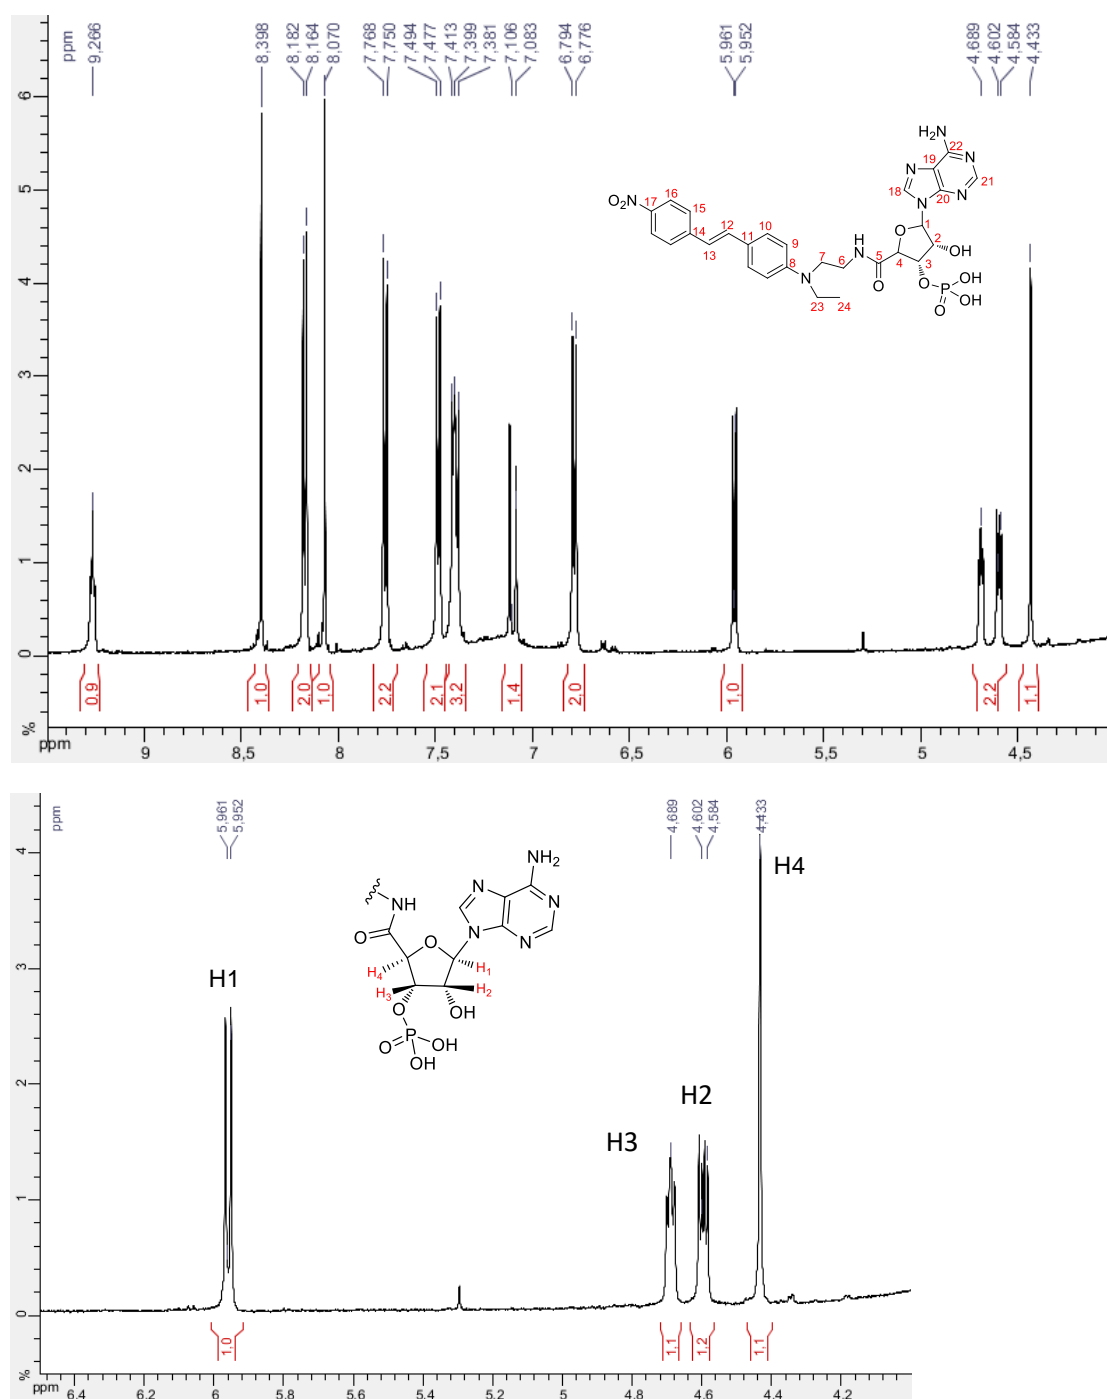 ppm
9,266
8,398
8,182
8,164
8,070
7,768
7,750
7,494
7,477
7,413
7,399
7,381
7,106
7,083
6,794
6,776
5,961
5,952
4,689
4,602
4,584
4,433
6
5
4
3
2
1
0
%
H₂N
22
N
N
19
18
21
20
N
N
1
O
2
OH
3
4
5
O
NH
6
7
O
P
O
OH
OH
O₂N
17
16
15
14
13
12
11
10
9
8
N
23
24
0,9
1,0
2,0
1,0
2,2
2,1
3,2
1,4
2,0
1,0
2,2
1,1
ppm
9
8,5
8
7,5
7
6,5
6
5,5
5
4,5
ppm
5,961
5,952
4,689
4,602
4,584
4,433
4
3
2
1
0
%
NH₂
N
N
N
N
NH
O
O
H₄
H₁
H₃
H₂
O
OH
P
O
OH
OH
H1
H3
H2
H4
1,0
1,1
1,2
1,1
ppm
6.4
6.2
6
5.8
5.6
5.4
5.2
5
4.8
4.6
4.4
4.2